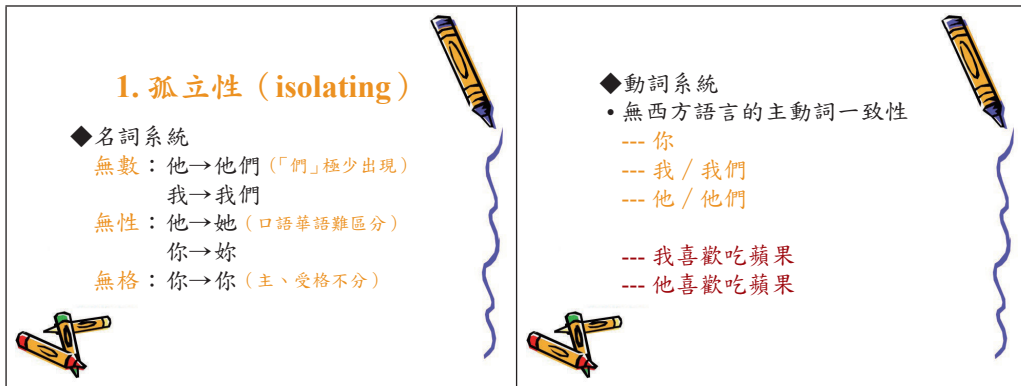 1. 孤立性（isolating）
◆名詞系統
無數：他→他們（「們」極少出現）
我→我們
無性：他→她（口語華語難區分）
你→妳
無格：你→你（主、受格不分）
◆動詞系統
• 無西方語言的主動詞一致性
--- 你
--- 我 / 我們
--- 他 / 他們
--- 我喜歡吃蘋果
--- 他喜歡吃蘋果